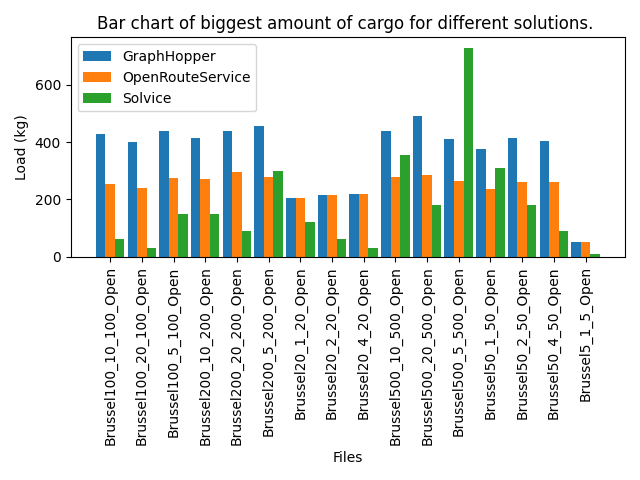 Bar chart of biggest amount of cargo for different solutions.
GraphHopper
OpenRouteService
Solvice
Load (kg)
600
400
200
0
Brussel100_10_100_Open
Brussel100_20_100_Open
Brussel100_5_100_Open
Brussel200_10_200_Open
Brussel200_20_200_Open
Brussel200_5_200_Open
Brussel20_1_20_Open
Brussel20_2_20_Open
Brussel20_4_20_Open
Brussel500_10_500_Open
Brussel500_20_500_Open
Brussel500_5_500_Open
Brussel50_1_50_Open
Brussel50_2_50_Open
Brussel50_4_50_Open
Brussel5_1_5_Open
Files